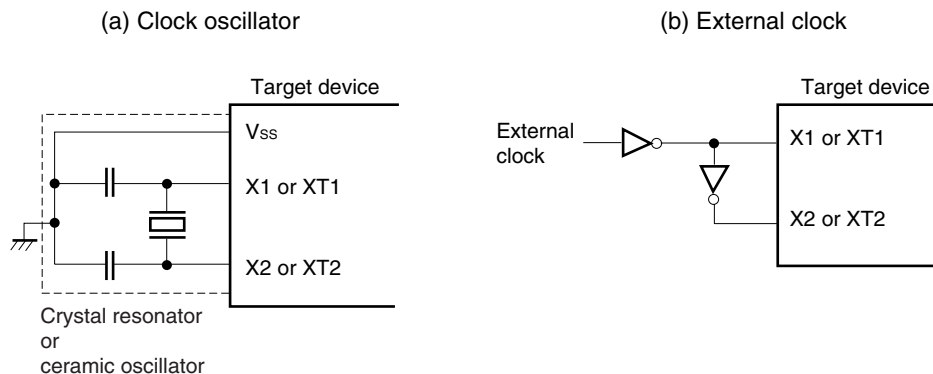 (a) Clock oscillator
Target device
VSS
X1 or XT1
X2 or XT2
Crystal resonator
or
ceramic oscillator
(b) External clock
Target device
External
clock
X1 or XT1
X2 or XT2